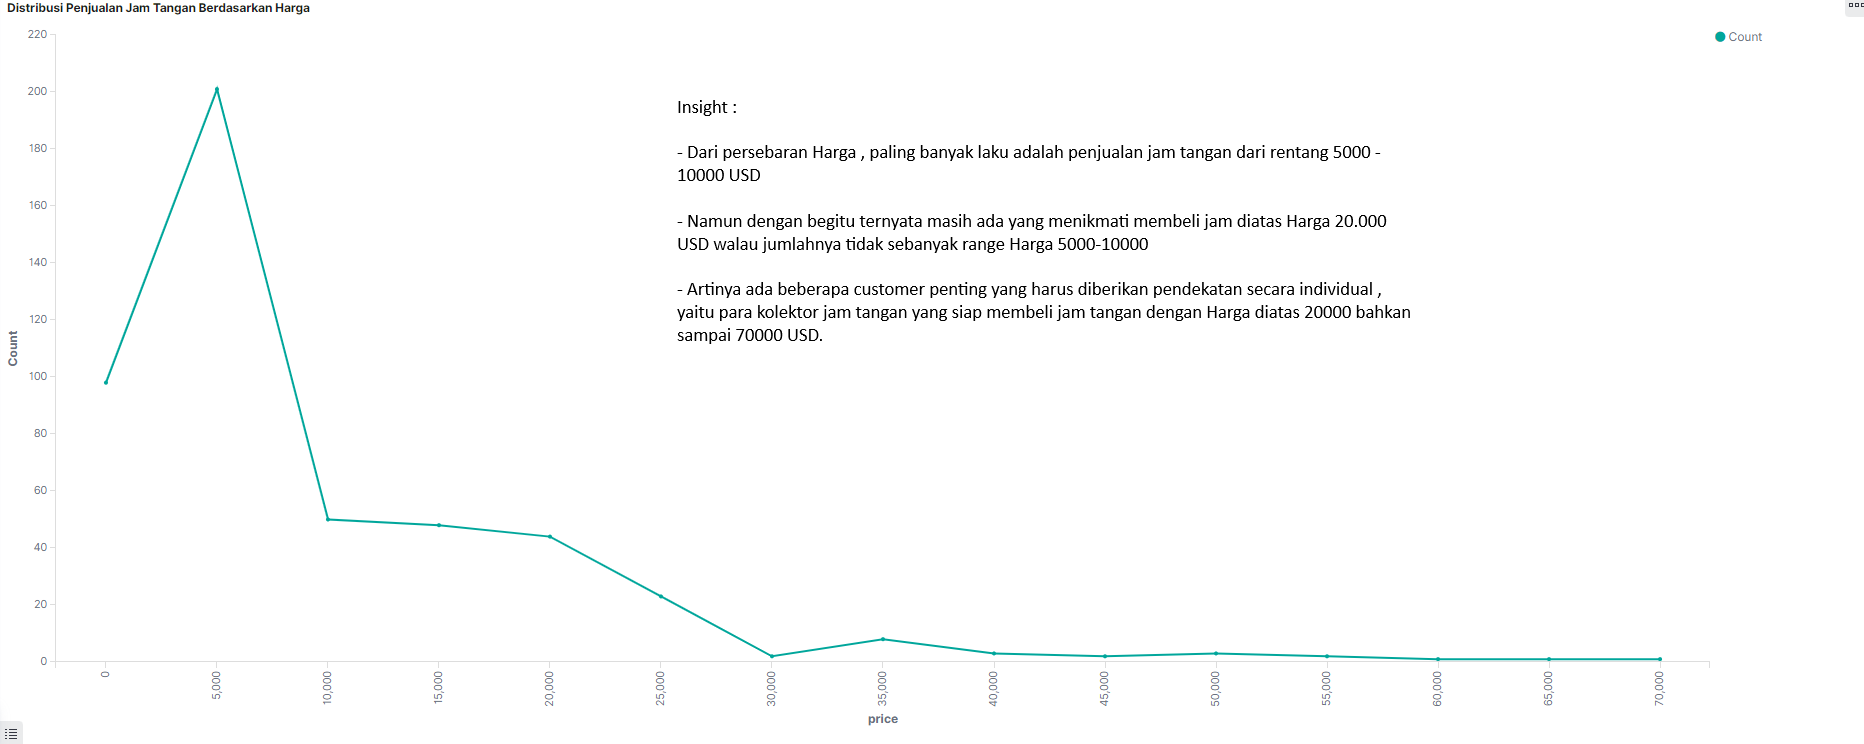 Distribusi Penjualan Jam Tangan Berdasarkan Harga
Count
220
200
180
160
140
120
100
80
60
40
20
0
Count
Insight :
- Dari persebaran Harga , paling banyak laku adalah penjualan jam tangan dari rentang 5000 -
10000 USD
- Namun dengan begitu ternyata masih ada yang menikmati membeli jam diatas Harga 20.000
USD walau jumlahnya tidak sebanyak range Harga 5000-10000
- Artinya ada beberapa customer penting yang harus diberikan pendekatan secara individual ,
yaitu para kolektor jam tangan yang siap membeli jam tangan dengan Harga diatas 20000 bahkan
sampai 70000 USD.
0
5,000
10,000
15,000
20,000
25,000
30,000
35,000
40,000
45,000
50,000
55,000
60,000
65,000
70,000
price